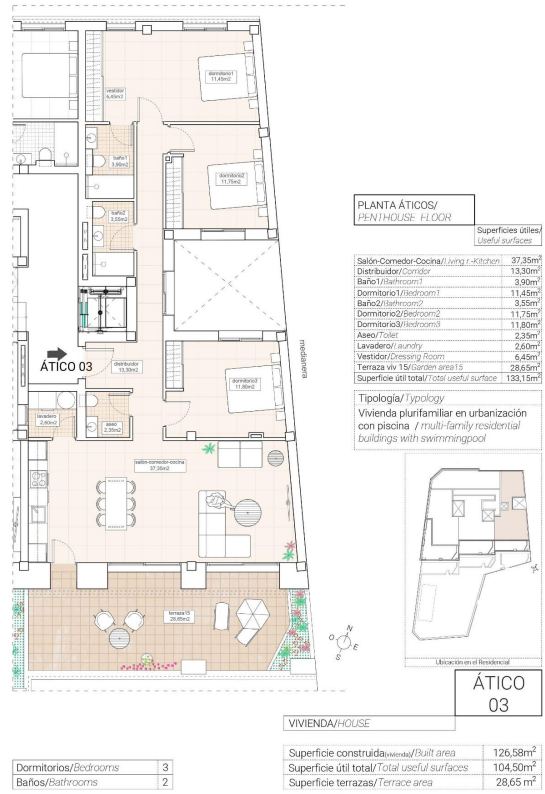 dormitorio1
11,45m2
vestidor
6,45m2
baño1
3,90m2
dormitorio2
11,75m2
baño2
3,55m2
medianera
ÁTICO 03
distribuidor
13,30m2
dormitorio3
11,80m2
lavadero
2,60m2
aseo
2,35m2
salón-comedor-cocina
37,35m2
terraza15
28,65m2
N
O
E
S
PLANTA ÁTICOS/
PENTHOUSE FLOOR
Superficies útiles/
Useful surfaces
Salón-Comedor-Cocina/Living r.-Kitchen 37,35m²
Distribuidor/Corridor 13,30m²
Baño1/Bathroom1 3,90m²
Dormitorio1/Bedroom1 11,45m²
Baño2/Bathroom2 3,55m²
Dormitorio2/Bedroom2 11,75m²
Dormitorio3/Bedroom3 11,80m²
Aseo/Toilet 2,35m²
Lavadero/Laundry 2,60m²
Vestidor/Dressing Room 6,45m²
Terraza viv 15/Garden area15 28,65m²
Superficie útil total/Total useful surface 133,15m²
Tipología/Typology
Vivienda plurifamiliar en urbanización
con piscina / multi-family residential
buildings with swimmingpool
Ubicación en el Residencial
ÁTICO
03
VIVIENDA/HOUSE
Superficie construida(vivienda)/Built area 126,58m²
Superficie útil total/Total useful surfaces 104,50m²
Superficie terrazas/Terrace area 28,65 m²
Dormitorios/Bedrooms 3
Baños/Bathrooms 2